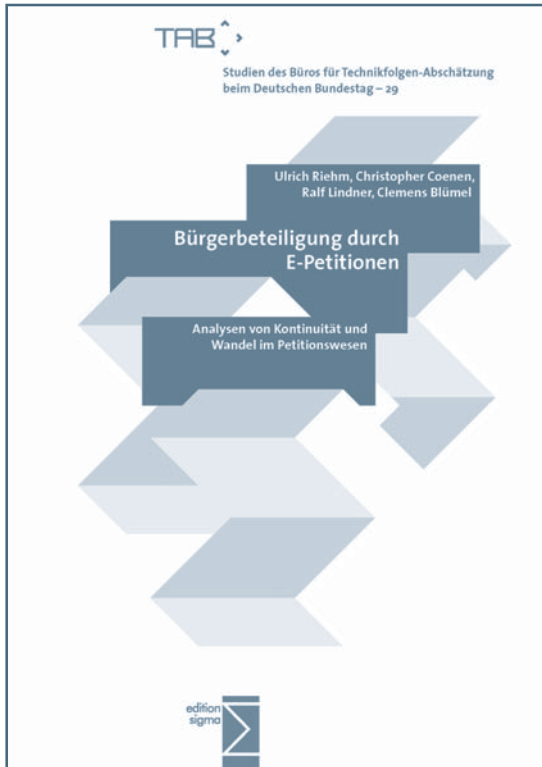 TAB
Studien des Büros für Technikfolgen-Abschätzung
beim Deutschen Bundestag – 29
Ulrich Riehm, Christopher Coenen,
Ralf Lindner, Clemens Blümel
Bürgerbeteiligung durch
E-Petitionen
Analysen von Kontinuität und
Wandel im Petitionswesen
edition
sigma